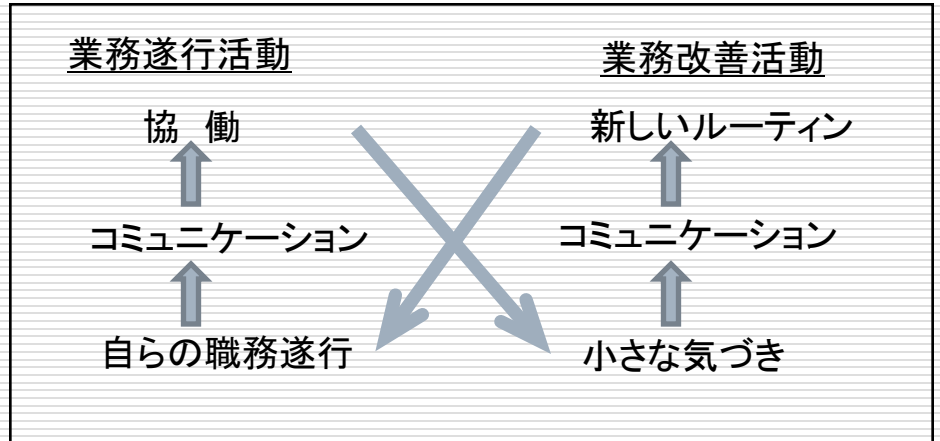 業務遂行活動
協 働
コミュニケーション
自らの職務遂行
業務改善活動
新しいルーティン
コミュニケーション
小さな気づき